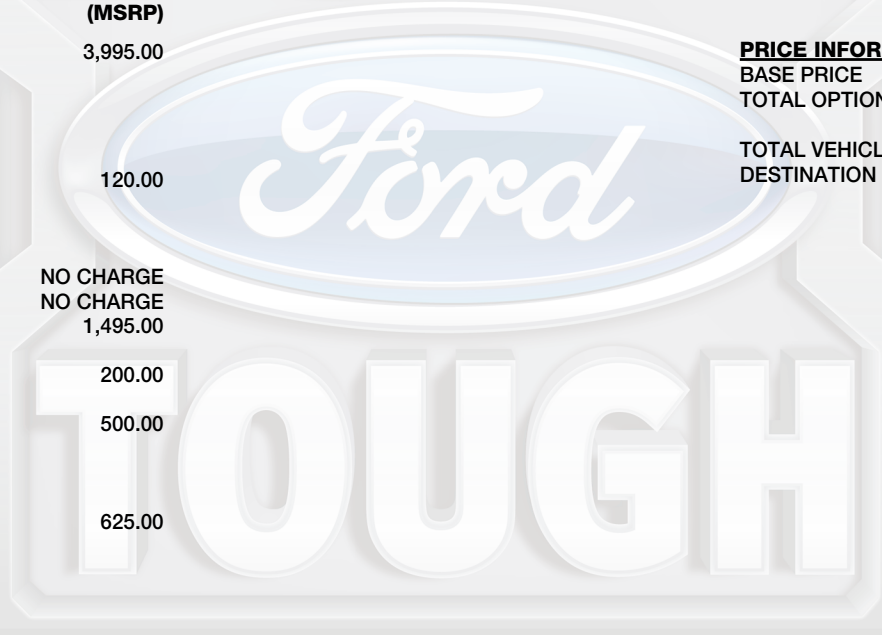 (MSRP)
3,995.00
120.00
NO CHARGE
NO CHARGE
1,495.00
200.00
500.00
625.00
PRICE INFOR
BASE PRICE
TOTAL OPTION
TOTAL VEHICL
DESTINATION
Ford
TOUGH